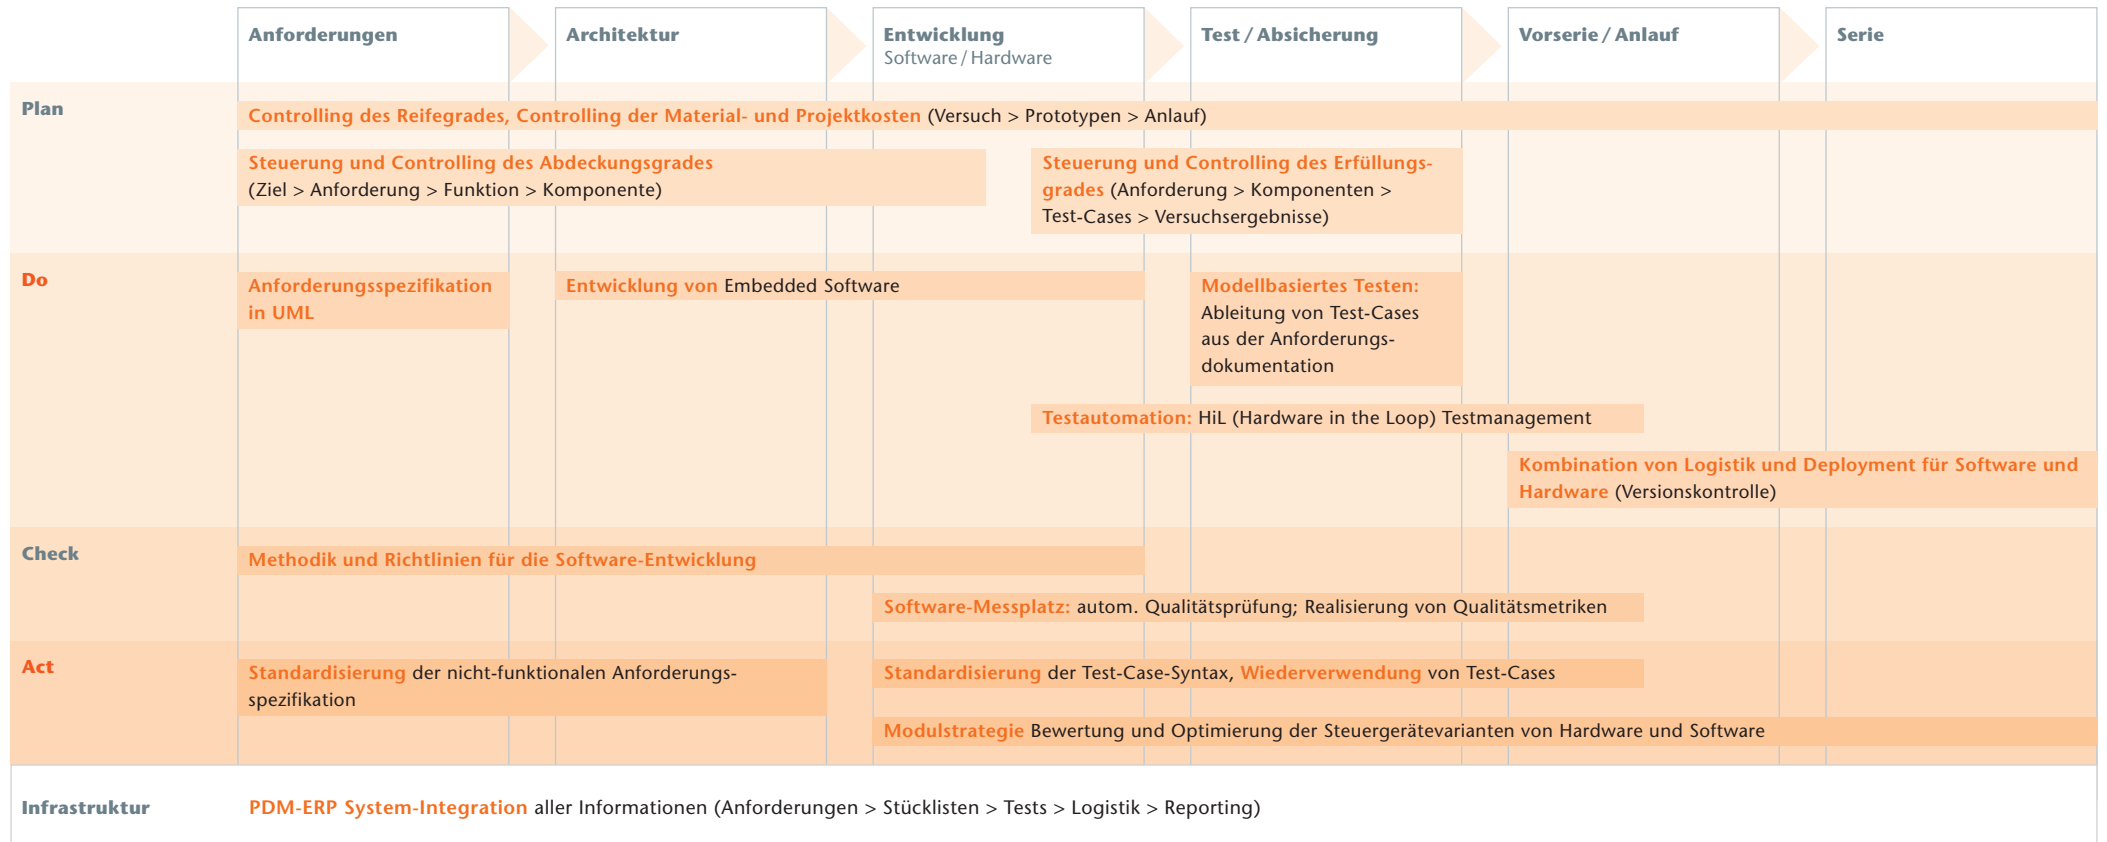 Anforderungen
Architektur
Entwicklung
Software / Hardware
Test / Absicherung
Vorserie / Anlauf
Serie
Plan
Controlling des Reifegrades, Controlling der Material- und Projektkosten (Versuch > Prototypen > Anlauf)
Steuerung und Controlling des Abdeckungsgrades
(Ziel > Anforderung > Funktion > Komponente)
Steuerung und Controlling des Erfüllungs-
grades (Anforderung > Komponenten >
Test-Cases > Versuchsergebnisse)
Do
Anforderungsspezifikation
in UML
Entwicklung von Embedded Software
Modellbasiertes Testen:
Ableitung von Test-Cases
aus der Anforderungs-
dokumentation
Testautomation: HiL (Hardware in the Loop) Testmanagement
Kombination von Logistik und Deployment für Software und
Hardware (Versionskontrolle)
Check
Methodik und Richtlinien für die Software-Entwicklung
Software-Messplatz: autom. Qualitätsprüfung; Realisierung von Qualitätsmetriken
Act
Standardisierung der nicht-funktionalen Anforderungs-
spezifikation
Standardisierung der Test-Case-Syntax, Wiederverwendung von Test-Cases
Modulstrategie Bewertung und Optimierung der Steuergerätevarianten von Hardware und Software
Infrastruktur
PDM-ERP System-Integration aller Informationen (Anforderungen > Stücklisten > Tests > Logistik > Reporting)